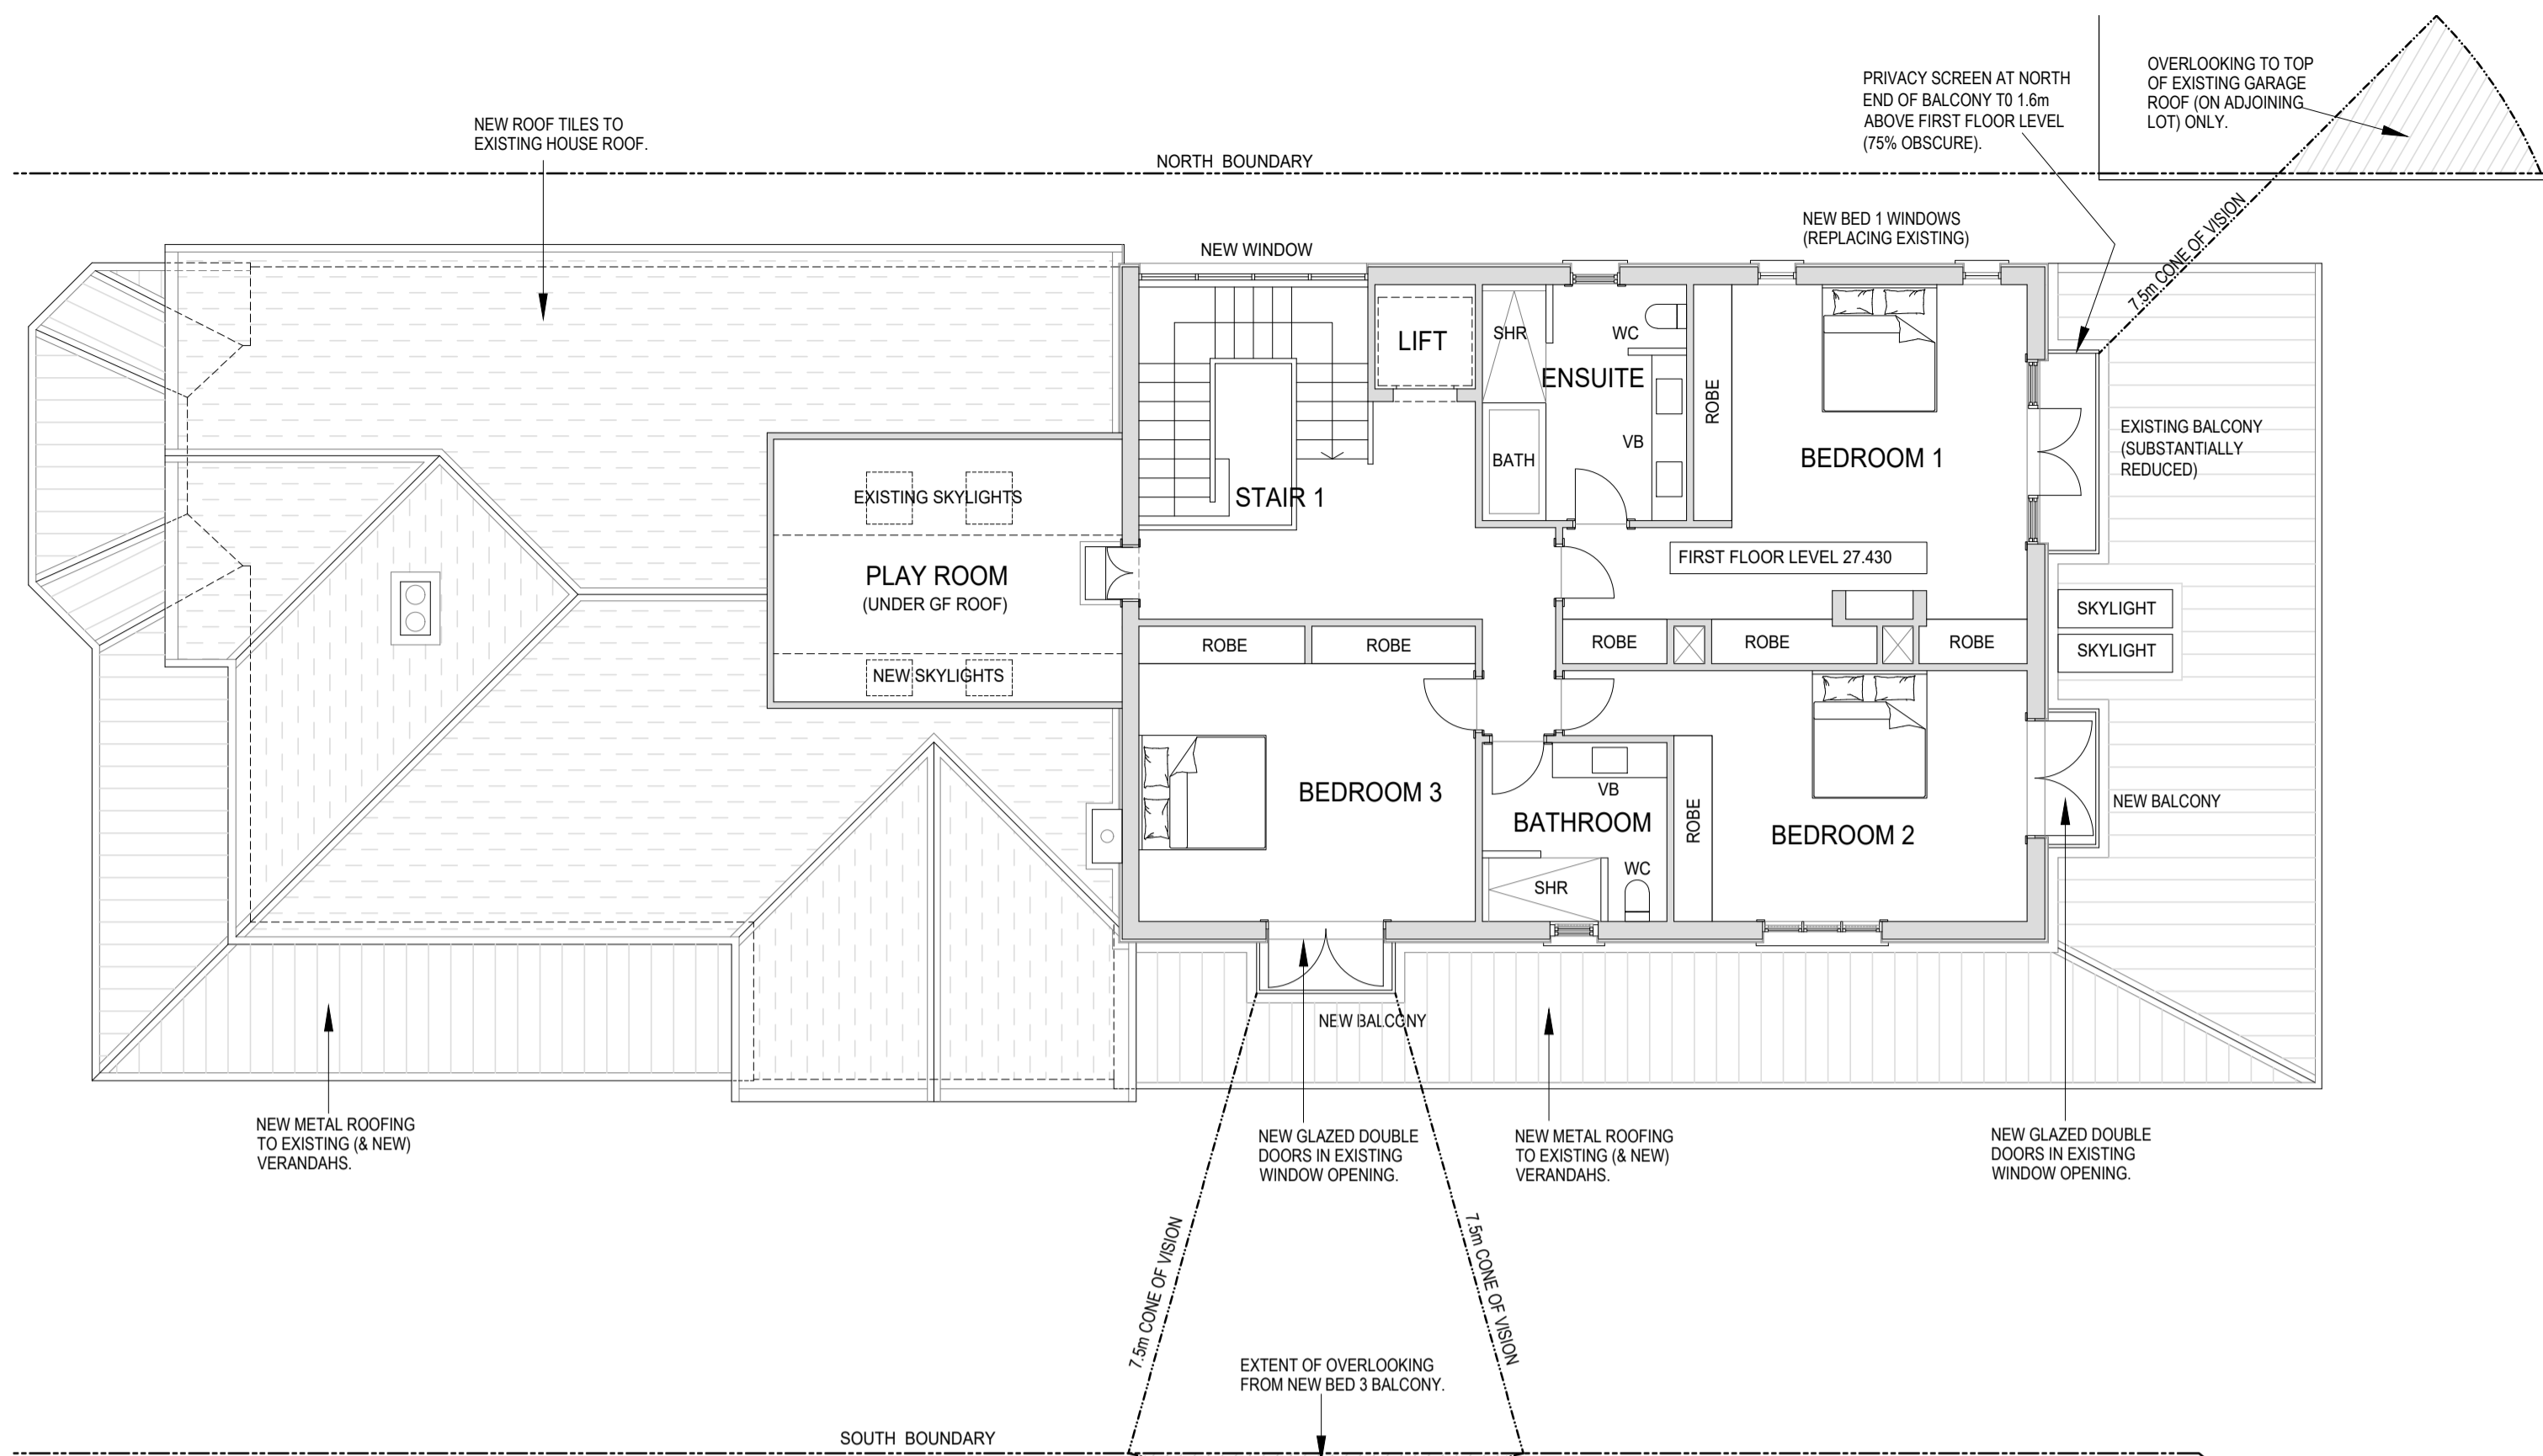 PRIVACY SCREEN AT NORTH
END OF BALCONY T0 1.6m
ABOVE FIRST FLOOR LEVEL
(75% OBSCURE).
OVERLOOKING TO TOP
OF EXISTING GARAGE
ROOF (ON ADJOINING
LOT) ONLY.
NEW ROOF TILES TO
EXISTING HOUSE ROOF.
NORTH BOUNDARY
NEW WINDOW
NEW BED 1 WINDOWS
(REPLACING EXISTING)
7.5m CONE OF VISION
LIFT
SHR
WC
ENSUITE
ROBE
VB
BATH
BEDROOM 1
EXISTING BALCONY
(SUBSTANTIALLY
REDUCED)
STAIR 1
EXISTING SKYLIGHTS
PLAY ROOM
(UNDER GF ROOF)
NEW SKYLIGHTS
FIRST FLOOR LEVEL 27.430
SKYLIGHT
SKYLIGHT
ROBE
ROBE
ROBE
ROBE
ROBE
BEDROOM 3
VB
BATHROOM
WC
SHR
ROBE
BEDROOM 2
NEW BALCONY
NEW BALCONY
NEW METAL ROOFING
TO EXISTING (& NEW)
VERANDAHS.
NEW GLAZED DOUBLE
DOORS IN EXISTING
WINDOW OPENING.
NEW METAL ROOFING
TO EXISTING (& NEW)
VERANDAHS.
NEW GLAZED DOUBLE
DOORS IN EXISTING
WINDOW OPENING.
7.5m CONE OF VISION
7.5m CONE OF VISION
EXTENT OF OVERLOOKING
FROM NEW BED 3 BALCONY.
SOUTH BOUNDARY